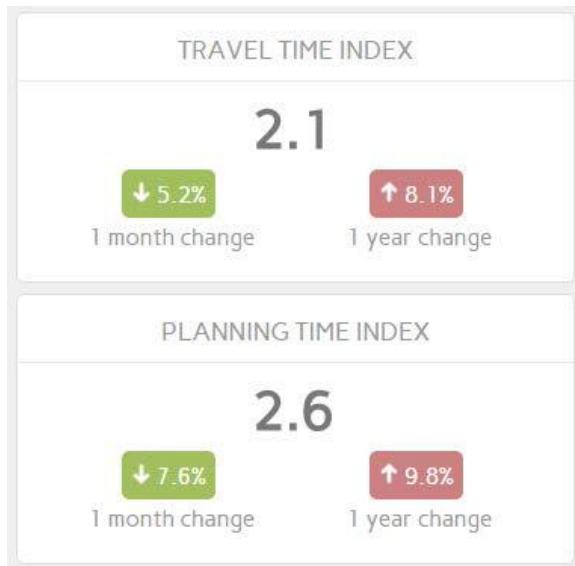 TRAVEL TIME INDEX
2.1
↓ 5.2% ↑ 8.1%
1 month change 1 year change
PLANNING TIME INDEX
2.6
↓ 7.6% ↑ 9.8%
1 month change 1 year change